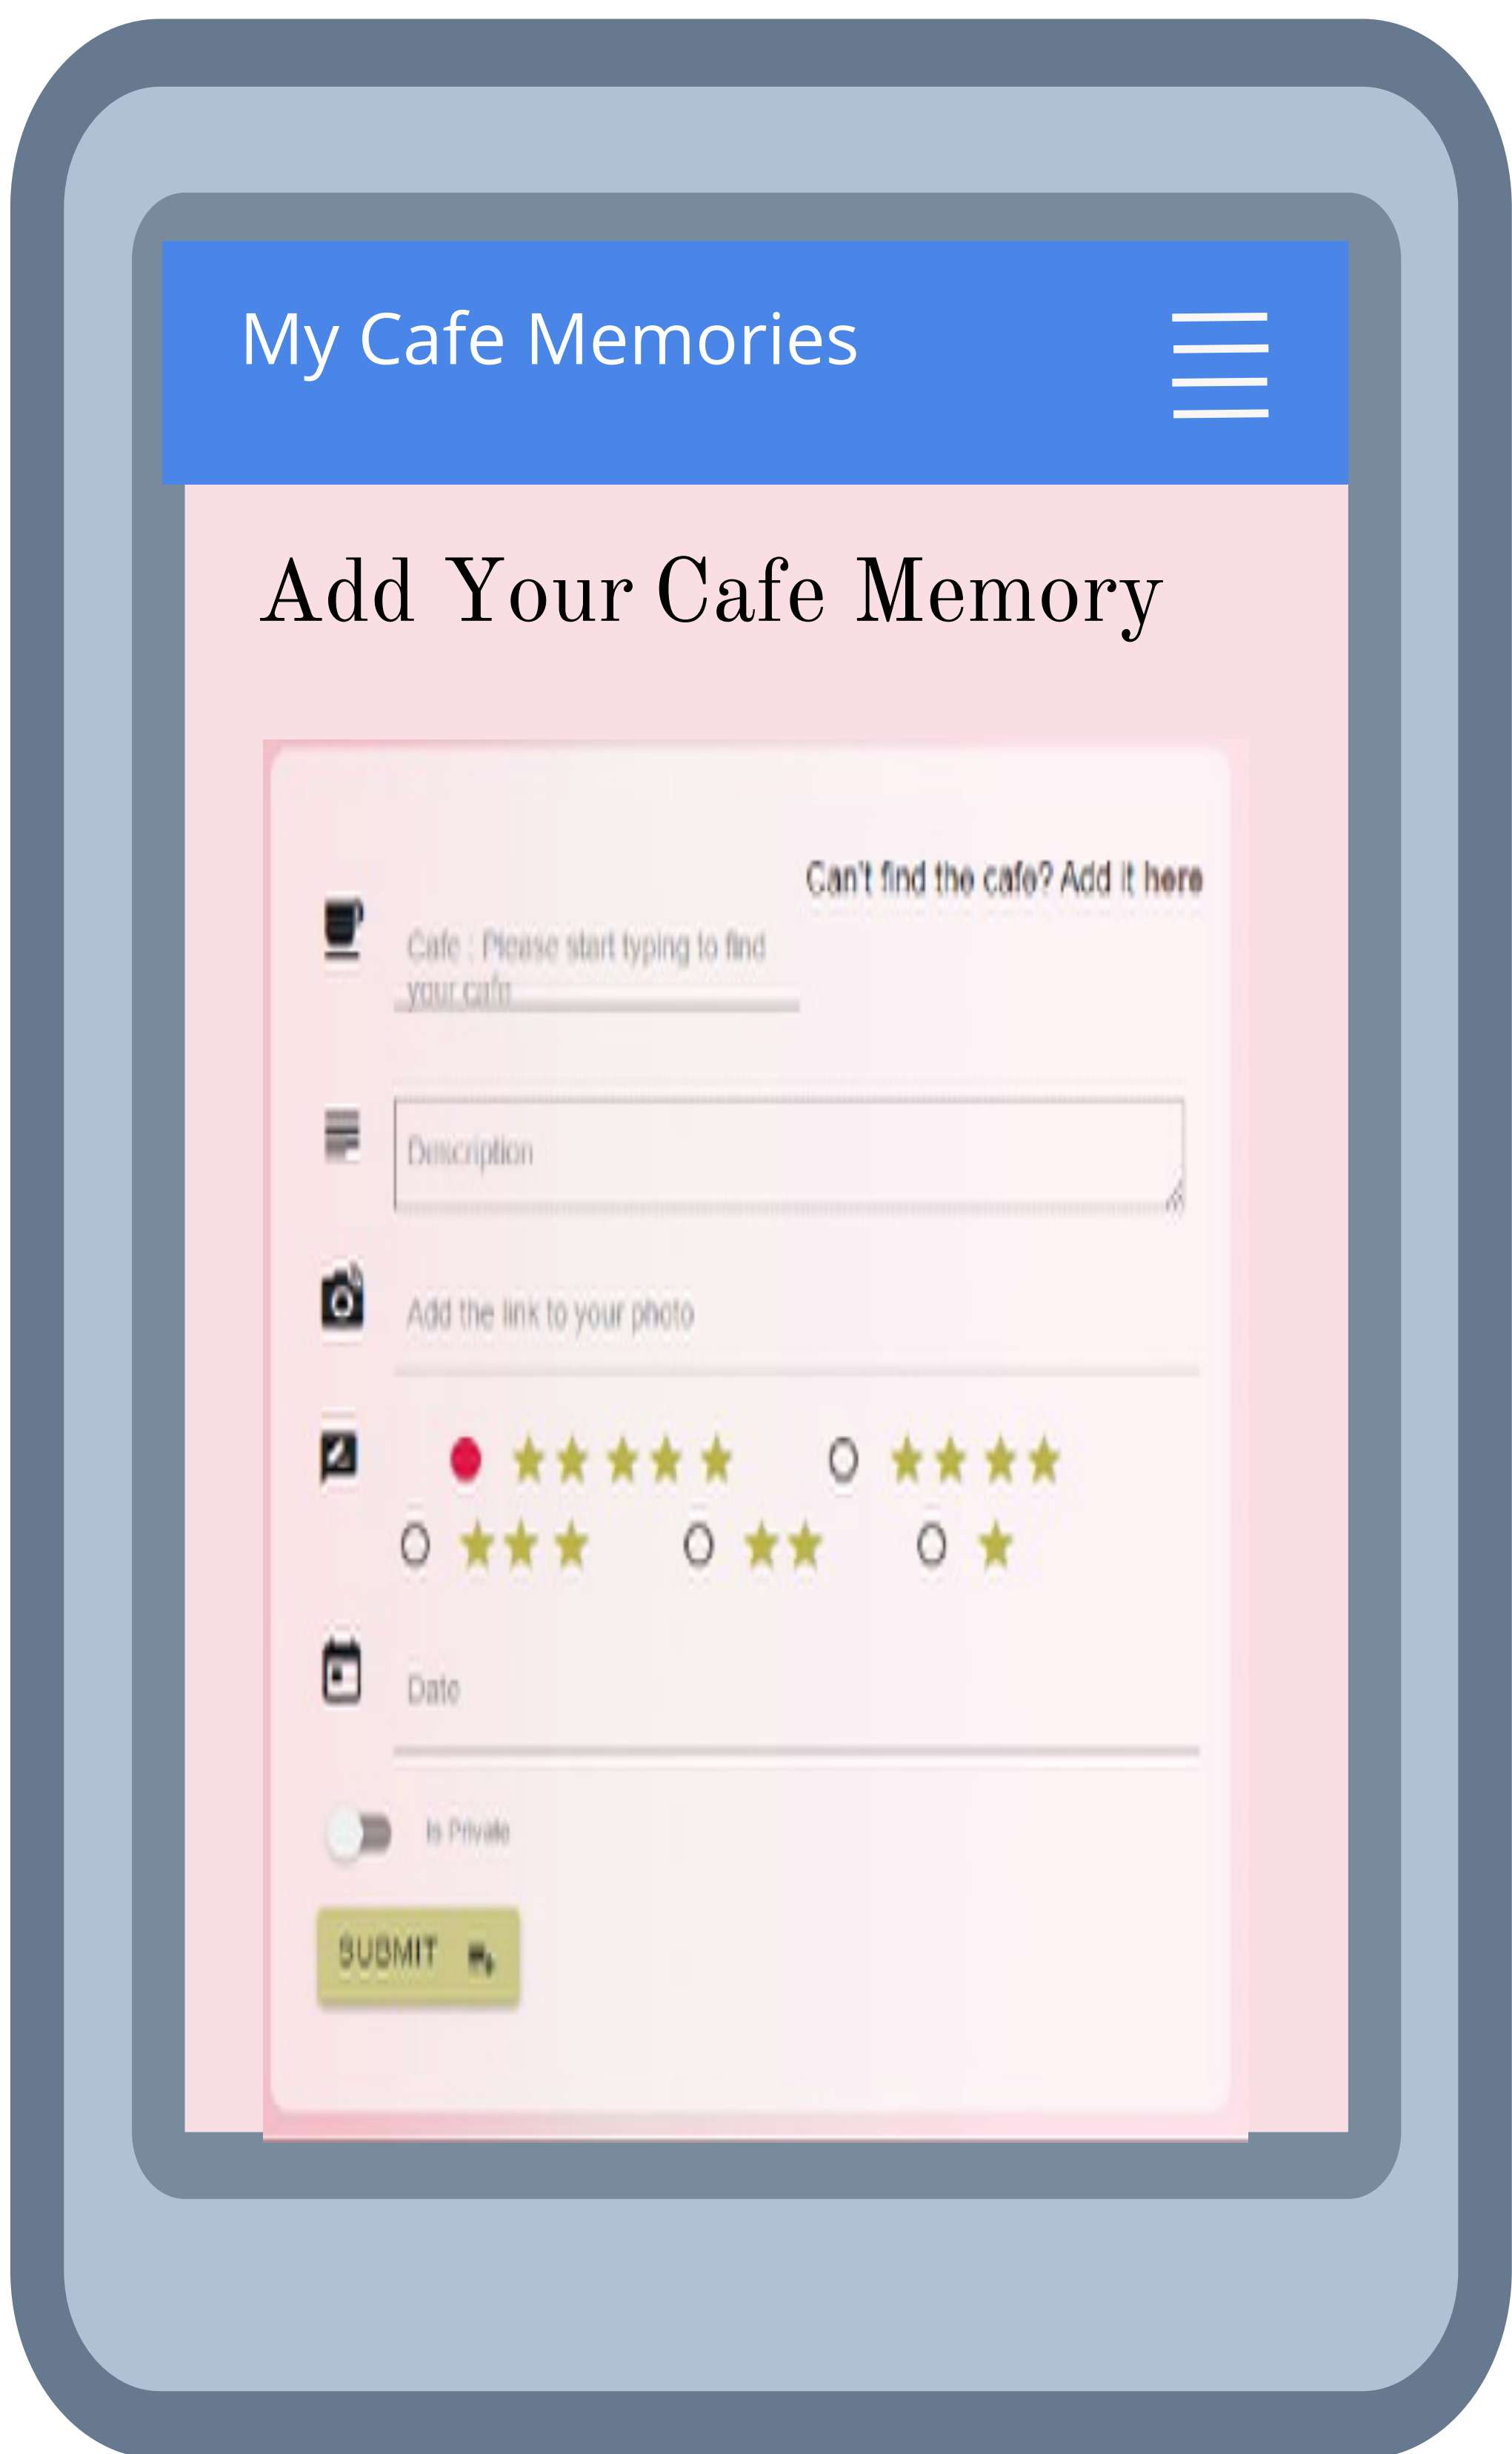 My Cafe Memories
Add Your Cafe Memory
Can't find the cafe? Add it here
Cafe : Please start typing to find
your cafe
Description
Add the link to your photo
Date
Is Private
SUBMIT